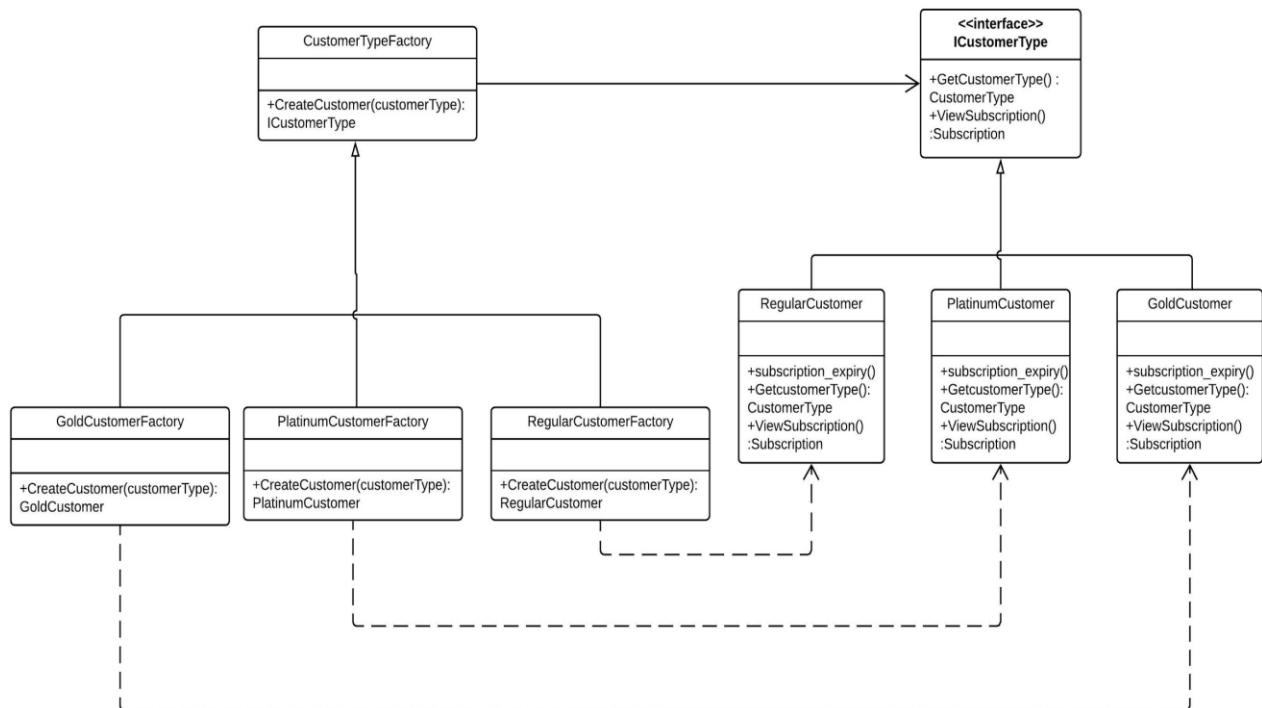 CustomerTypeFactory
+CreateCustomer(customerType):
ICustomerType
<<interface>>
ICustomerType
+GetCustomerType() :
CustomerType
+ViewSubscription()
:Subscription
RegularCustomer
+subscription_expiry()
+GetcustomerType():
CustomerType
+ViewSubscription()
:Subscription
PlatinumCustomer
+subscription_expiry()
+GetcustomerType():
CustomerType
+ViewSubscription()
:Subscription
GoldCustomer
+subscription_expiry()
+GetcustomerType():
CustomerType
+ViewSubscription()
:Subscription
GoldCustomerFactory
+CreateCustomer(customerType):
GoldCustomer
PlatinumCustomerFactory
+CreateCustomer(customerType):
PlatinumCustomer
RegularCustomerFactory
+CreateCustomer(customerType):
RegularCustomer